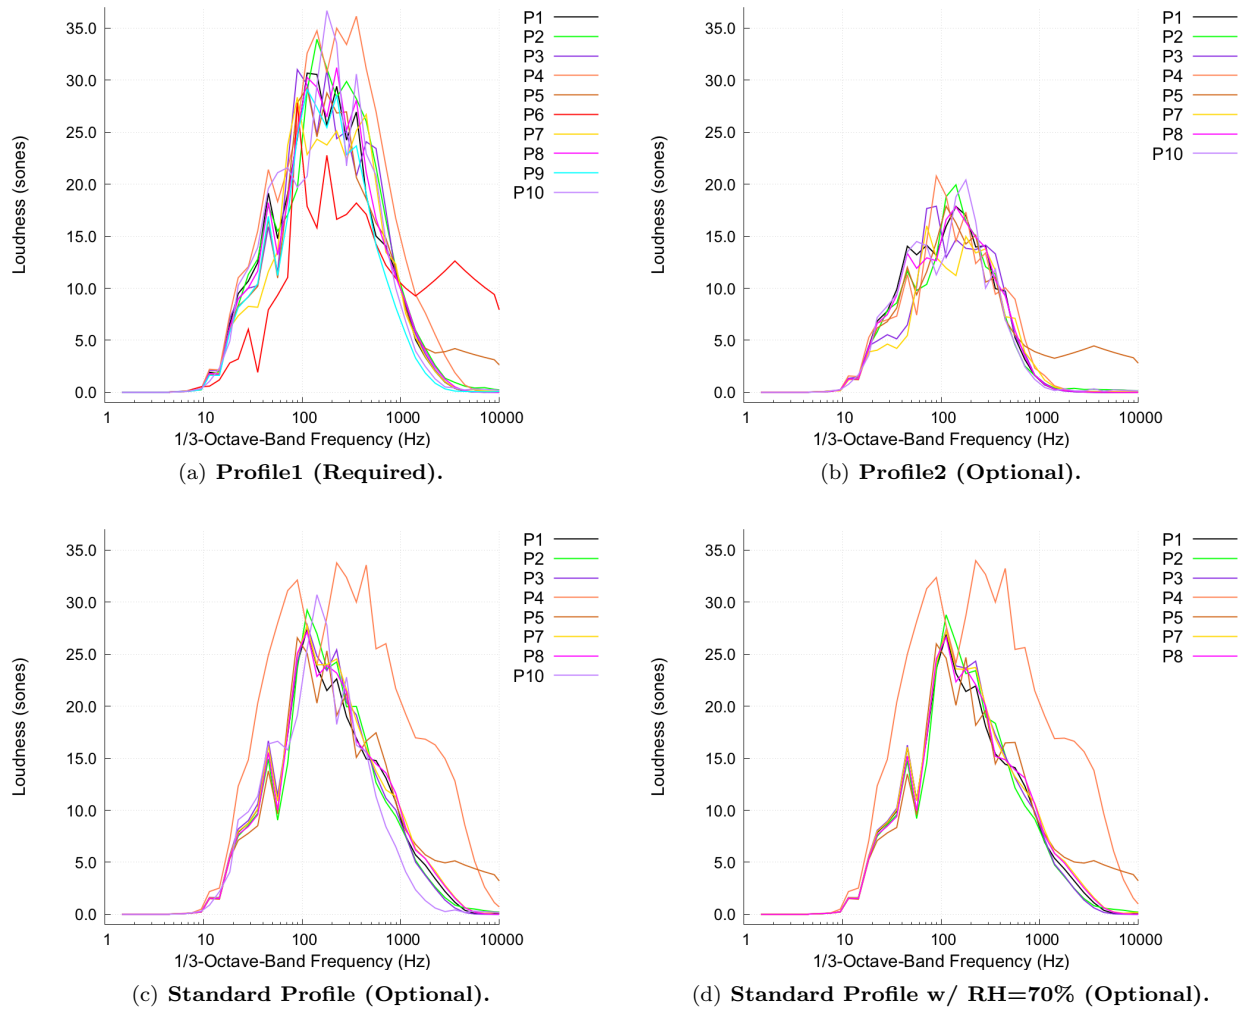 Loudness (sones)
35.0
30.0
25.0
20.0
15.0
10.0
5.0
0.0
1 10 100 1000 10000
1/3-Octave-Band Frequency (Hz)
P1
P2
P3
P4
P5
P6
P7
P8
P9
P10
(a) Profile1 (Required).
Loudness (sones)
35.0
30.0
25.0
20.0
15.0
10.0
5.0
0.0
1 10 100 1000 10000
1/3-Octave-Band Frequency (Hz)
P1
P2
P3
P4
P5
P7
P8
P10
(b) Profile2 (Optional).
Loudness (sones)
35.0
30.0
25.0
20.0
15.0
10.0
5.0
0.0
1 10 100 1000 10000
1/3-Octave-Band Frequency (Hz)
P1
P2
P3
P4
P5
P7
P8
P10
(c) Standard Profile (Optional).
Loudness (sones)
35.0
30.0
25.0
20.0
15.0
10.0
5.0
0.0
1 10 100 1000 10000
1/3-Octave-Band Frequency (Hz)
P1
P2
P3
P4
P5
P7
P8
(d) Standard Profile w/ RH=70% (Optional).